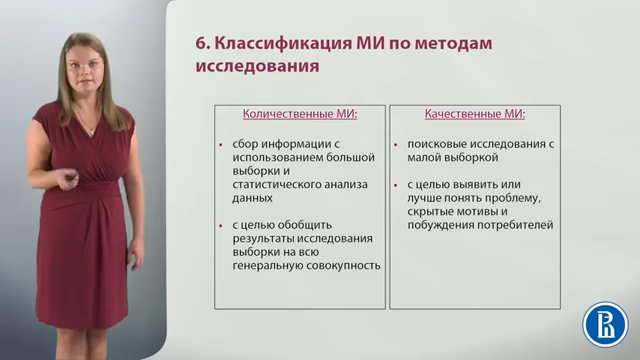 6. Классификация МИ по методам
исследования
Количественные МИ:
сбор информации с
использованием большой
выборки и
статистического анализа
данных
с целью обобщить
результаты исследования
выборки на всю
генеральную совокупность
Качественные МИ:
поисковые исследования с
малой выборкой
с целью выявить или
лучше понять проблему,
скрытые мотивы и
побуждения потребителей